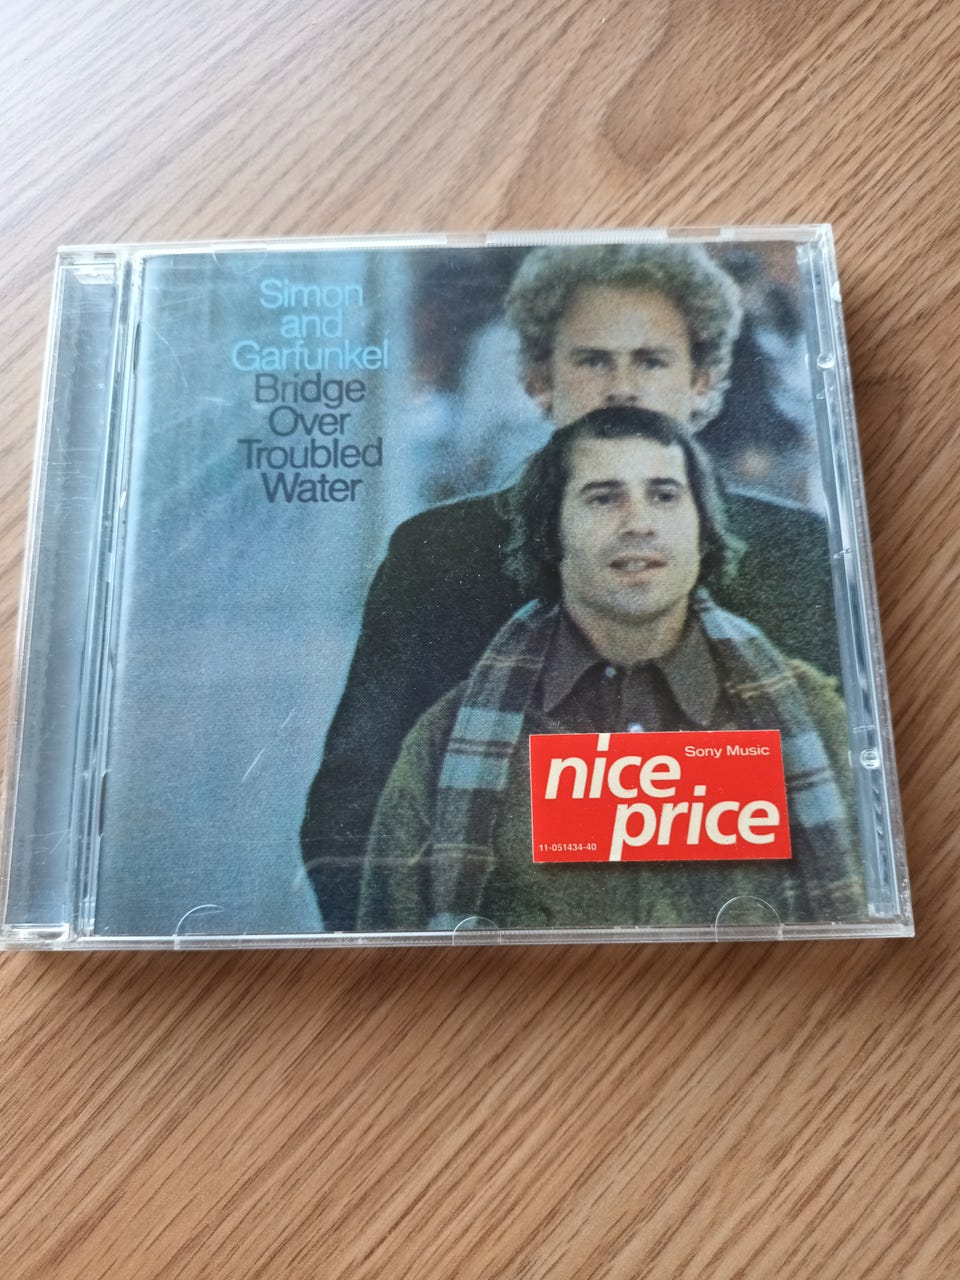 Simon
and
Garfunkel
Bridge
Over
Troubled
Water
Sony Music
nice
price
11-051434-40